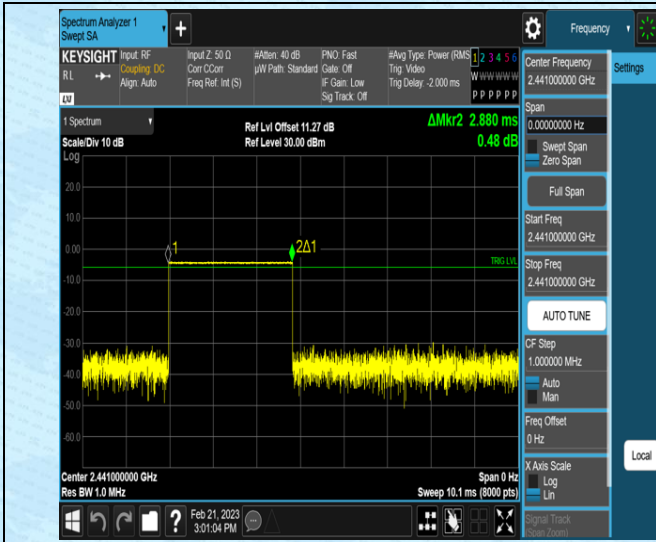 Spectrum Analyzer 1
Swept SA
Frequency
KEYSIGHT
RL
Input: RF
Coupling: DC
Align: Auto
Input Z: 50 Ω
Corr CCorr
Freq Ref: Int (S)
#Atten: 40 dB
µW Path: Standard
PNO: Fast
Gate: Off
IF Gain: Low
Sig Track: Off
#Avg Type: Power (RMS
Trig: Video
Trig Delay: -2.000 ms
1 2 3 4 5 6
W W W W W W
P P P P P P
Center Frequency
2.441000000 GHz
Settings
Span
0.00000000 Hz
Swept Span
Zero Span
Full Span
Start Freq
2.441000000 GHz
Stop Freq
2.441000000 GHz
AUTO TUNE
CF Step
1.000000 MHz
Auto
Man
Freq Offset
0 Hz
X Axis Scale
Log
Lin
Signal Track
(Span Zoom)
Local
1 Spectrum
Scale/Div 10 dB
Log
Ref Lvl Offset 11.27 dB
Ref Level 30.00 dBm
ΔMkr2 2.880 ms
0.48 dB
20.0
10.0
0.00
-10.0
-20.0
-30.0
-40.0
-50.0
-60.0
1
2Δ1
TRIG LVL
Center 2.441000000 GHz
Res BW 1.0 MHz
Span 0 Hz
Sweep 10.1 ms (8000 pts)
?
Feb 21, 2023
3:01:04 PM